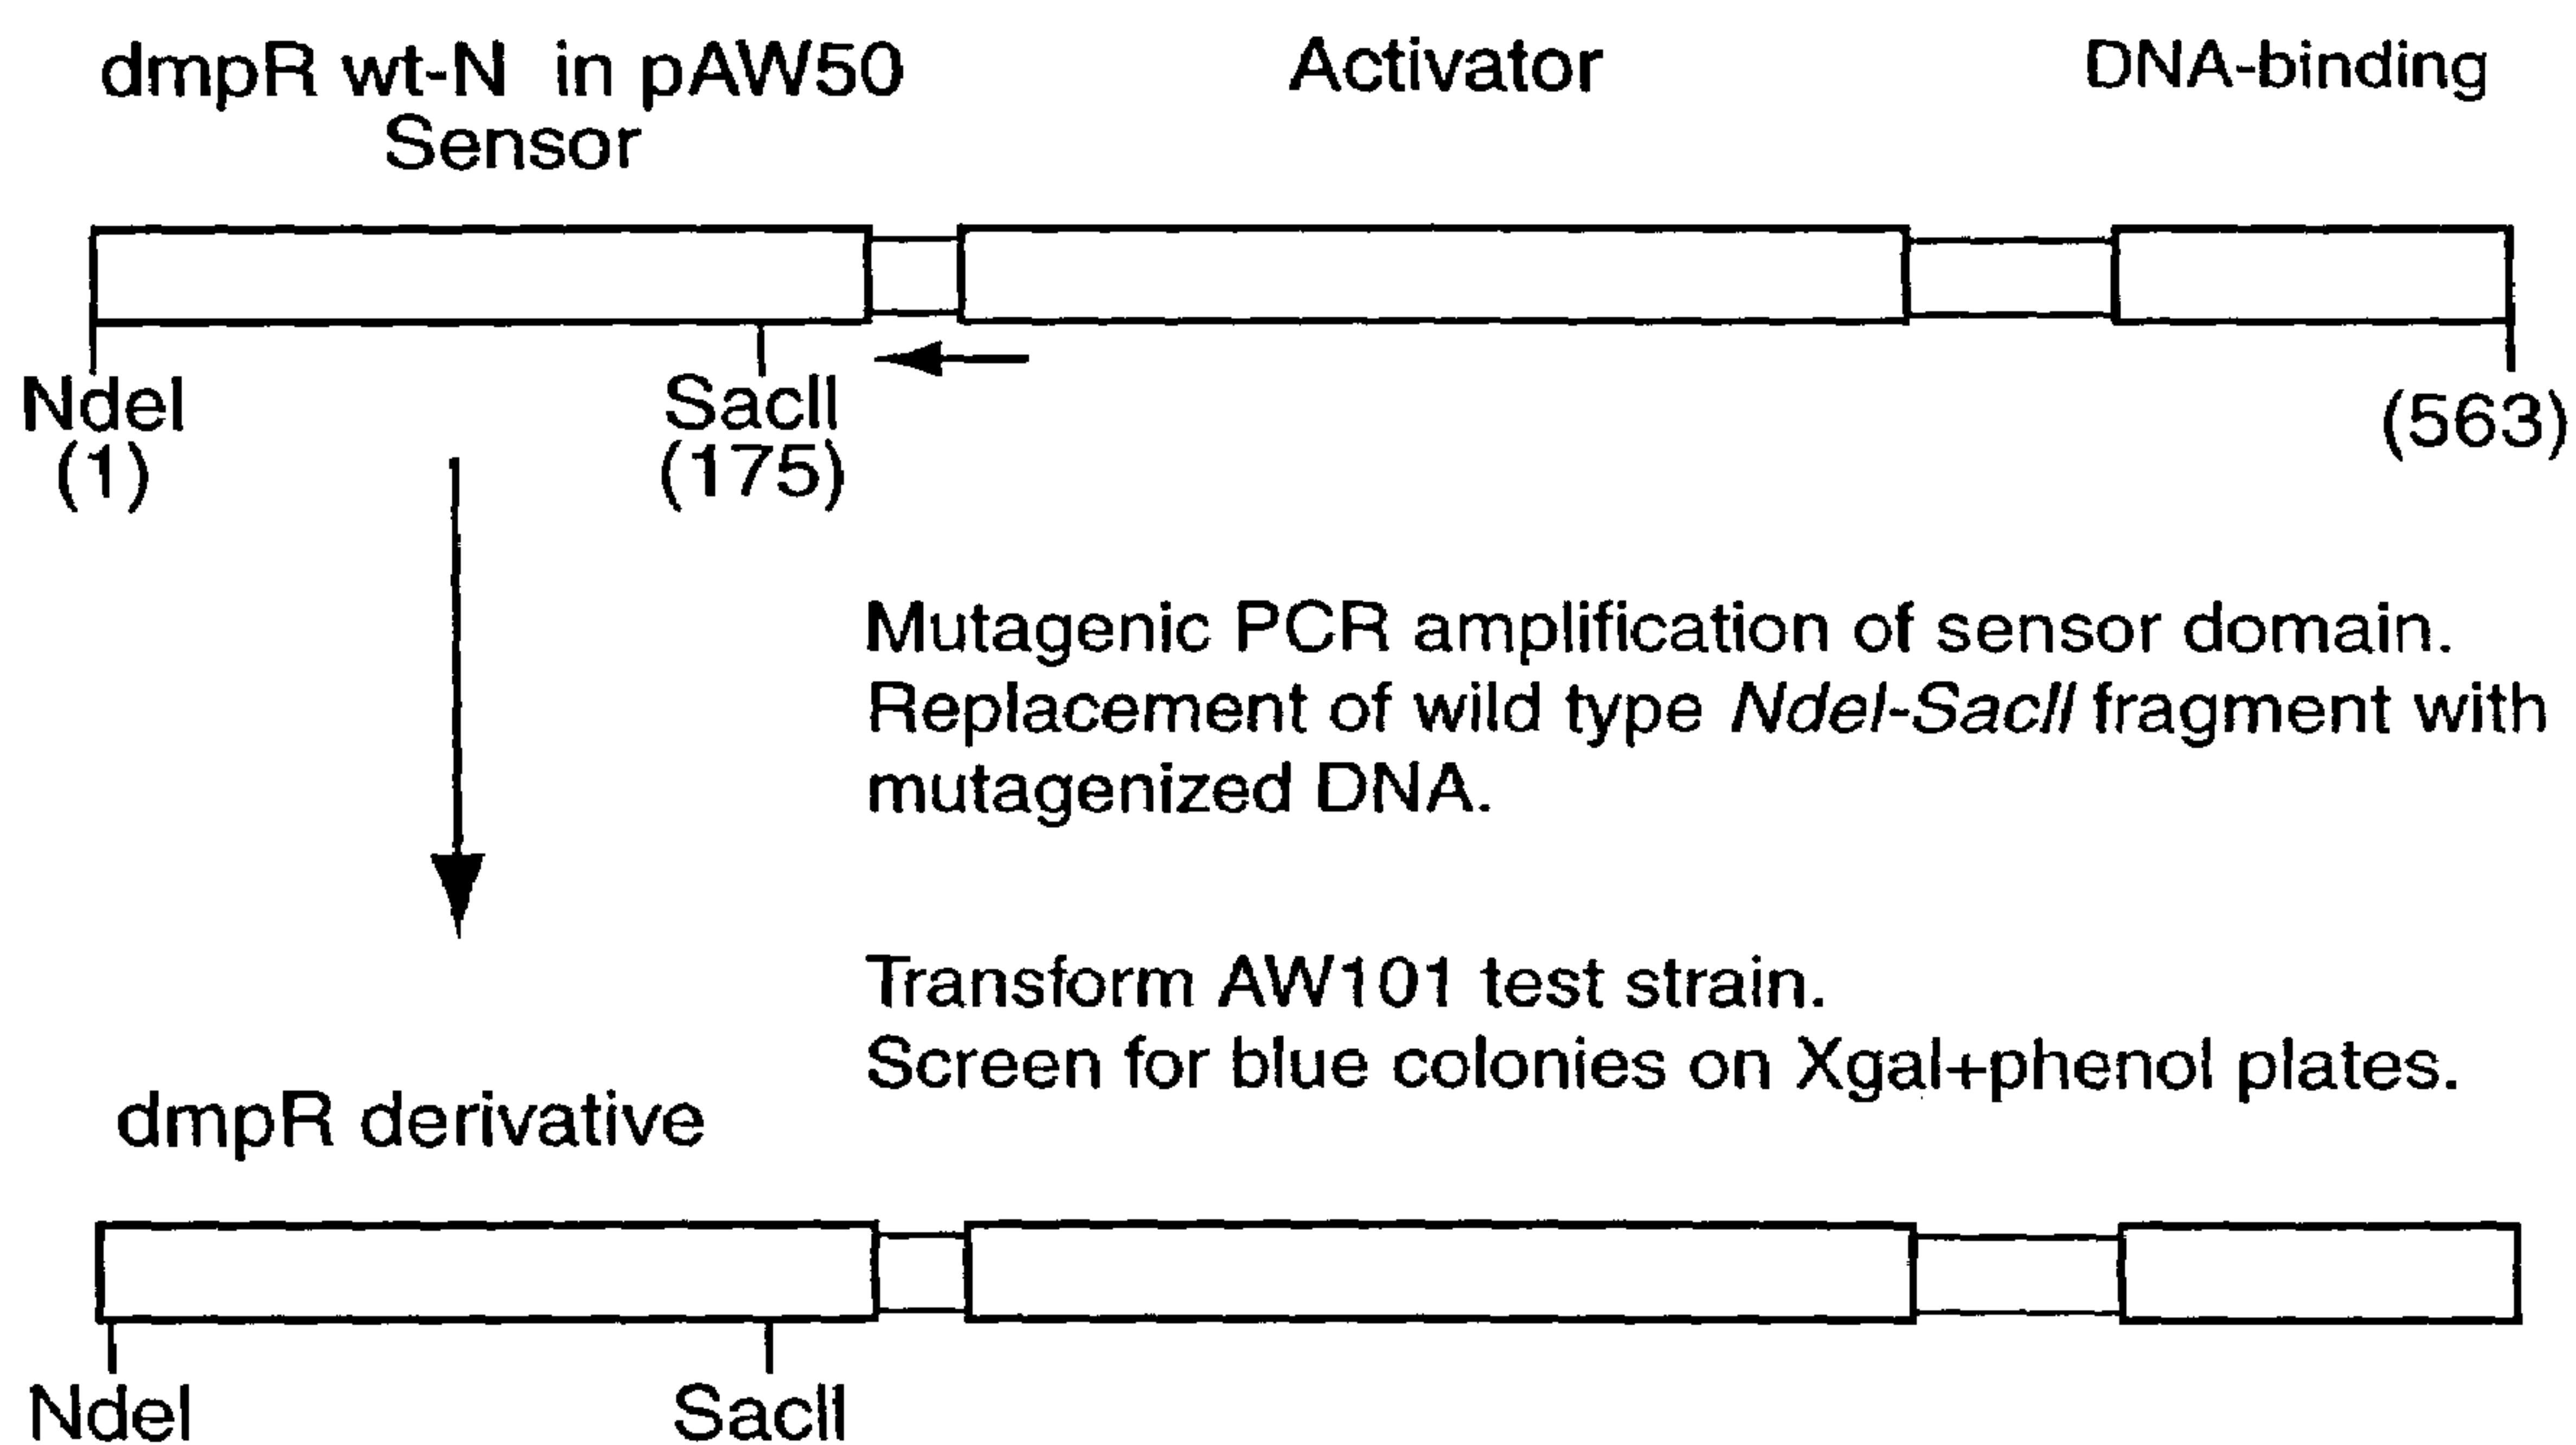 dmpR wt-N in pAW50
Sensor
Activator
DNA-binding
NdeI
(1)
SacII
(175)
(563)
Mutagenic PCR amplification of sensor domain.
Replacement of wild type NdeI-SacII fragment with
mutagenized DNA.
Transform AW101 test strain.
Screen for blue colonies on Xgal+phenol plates.
dmpR derivative
NdeI
SacII